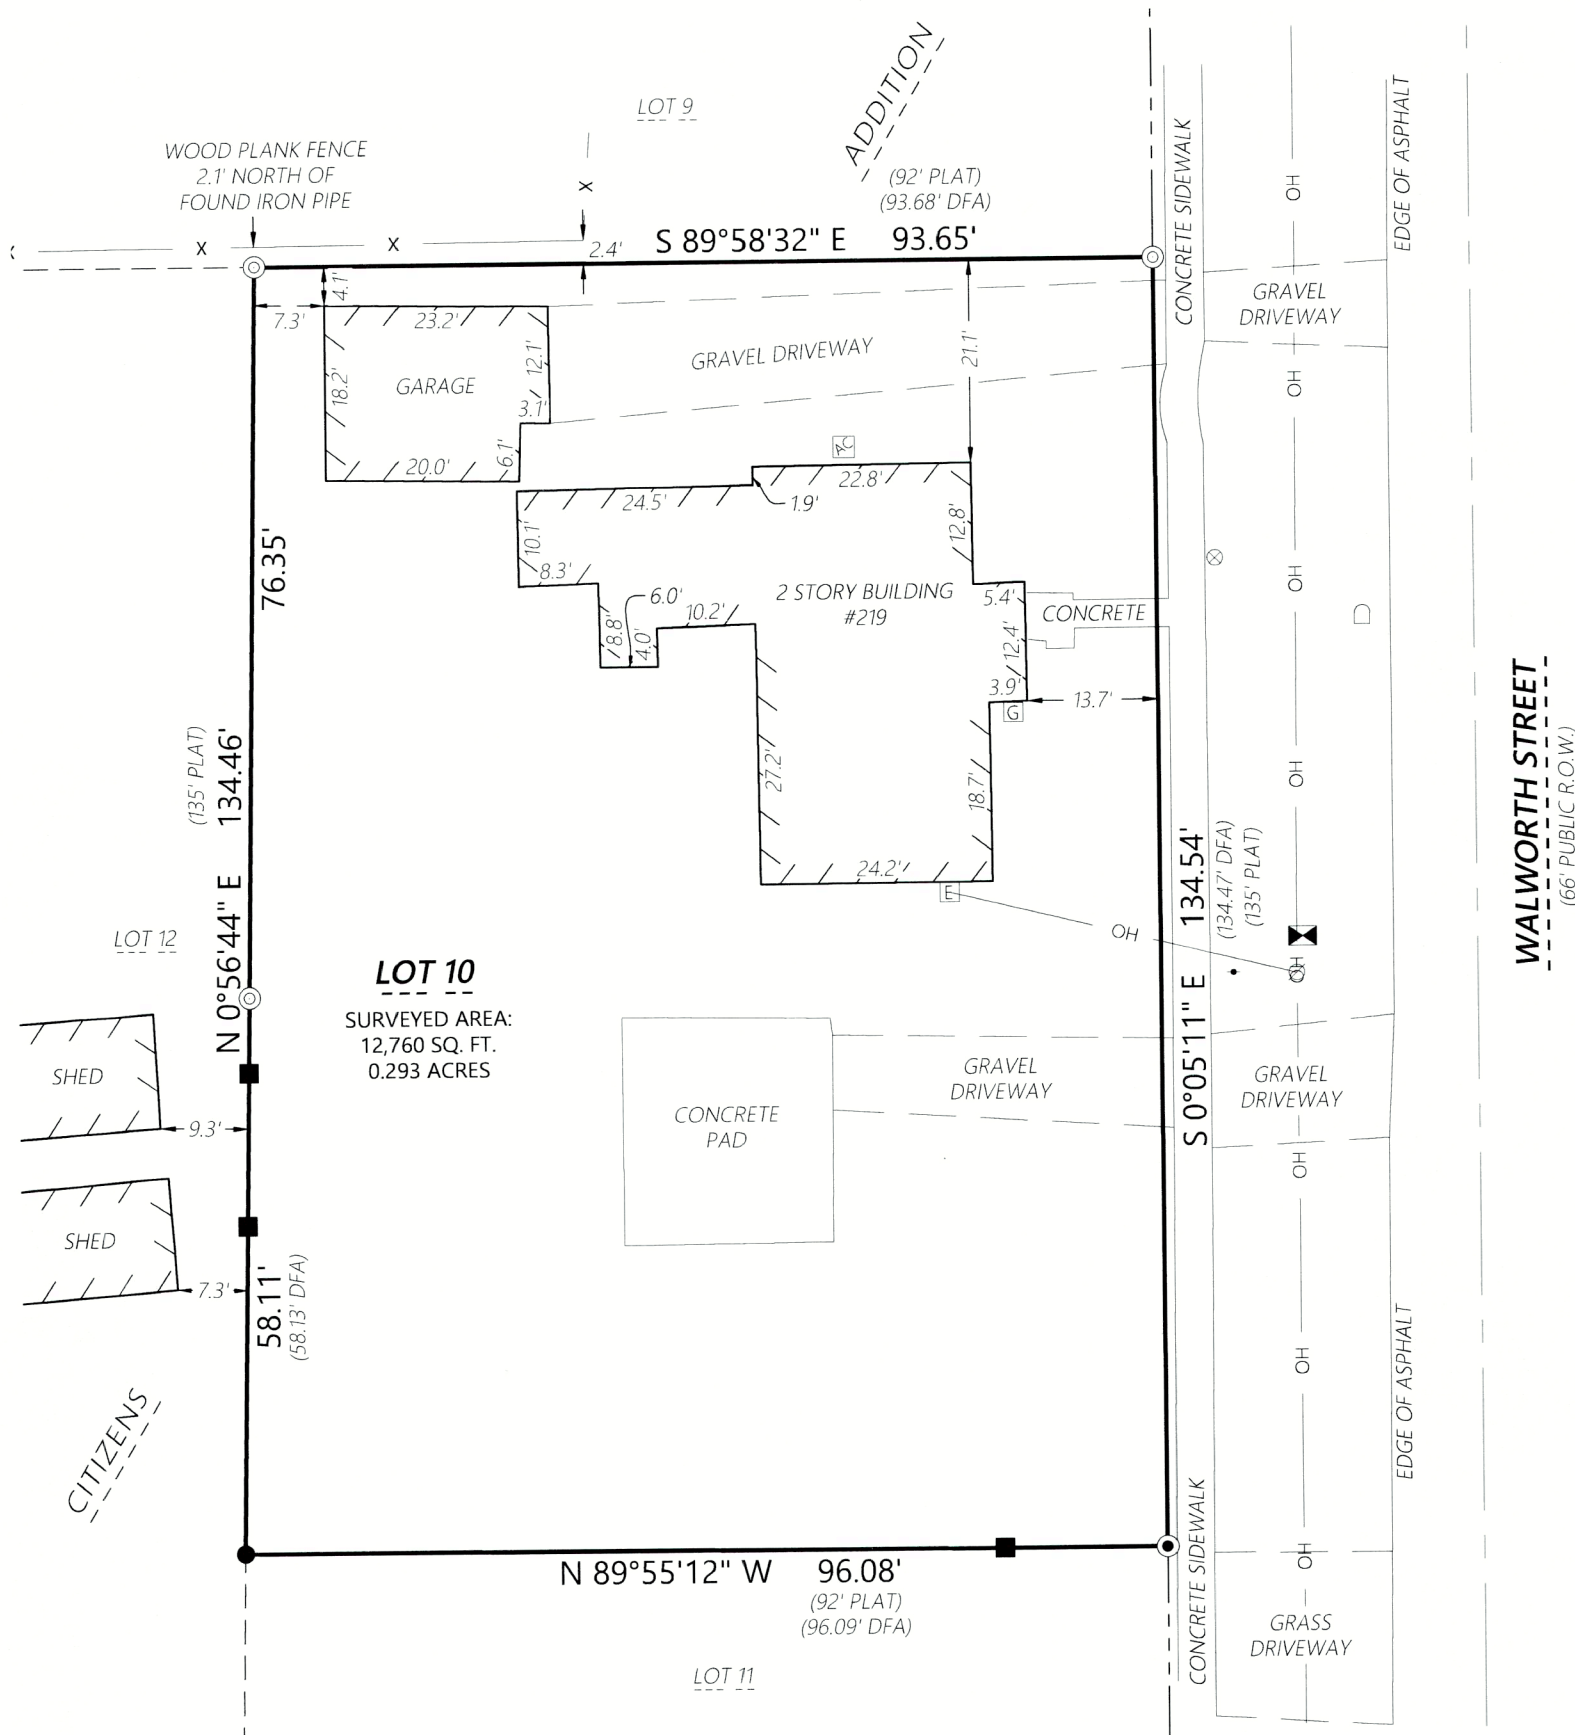 ADDITION
LOT 9
WOOD PLANK FENCE
2.1' NORTH OF
FOUND IRON PIPE
(92' PLAT)
(93.68' DFA)
S 89°58'32" E 93.65'
2.4'
X
X
X
CONCRETE SIDEWALK
EDGE OF ASPHALT
OH
GRAVEL
DRIVEWAY
4.1'
7.3'
23.2'
18.2'
GARAGE
12.1'
3.1'
6.1'
20.0'
GRAVEL DRIVEWAY
21.1'
OH
AC
22.8'
24.5'
1.9'
10.1'
8.3'
12.8'
76.35'
6.0'
8.8'
4.0'
10.2'
2 STORY BUILDING
#219
5.4'
CONCRETE
12.4'
3.9'
G
13.7'
OH
D
27.2'
18.7'
24.2'
E
OH
OH
OH
WALWORTH STREET
(66' PUBLIC R.O.W.)
(135' PLAT)
N 0°56'44" E 134.46'
S 0°05'11" E 134.54'
(134.47' DFA)
(135' PLAT)
LOT 12
LOT 10
SURVEYED AREA:
12,760 SQ. FT.
0.293 ACRES
SHED
9.3'
CONCRETE
PAD
GRAVEL
DRIVEWAY
GRAVEL
DRIVEWAY
OH
SHED
7.3'
58.11'
(58.13' DFA)
OH
EDGE OF ASPHALT
CITIZENS
N 89°55'12" W 96.08'
(92' PLAT)
(96.09' DFA)
CONCRETE SIDEWALK
OH
GRASS
DRIVEWAY
LOT 11